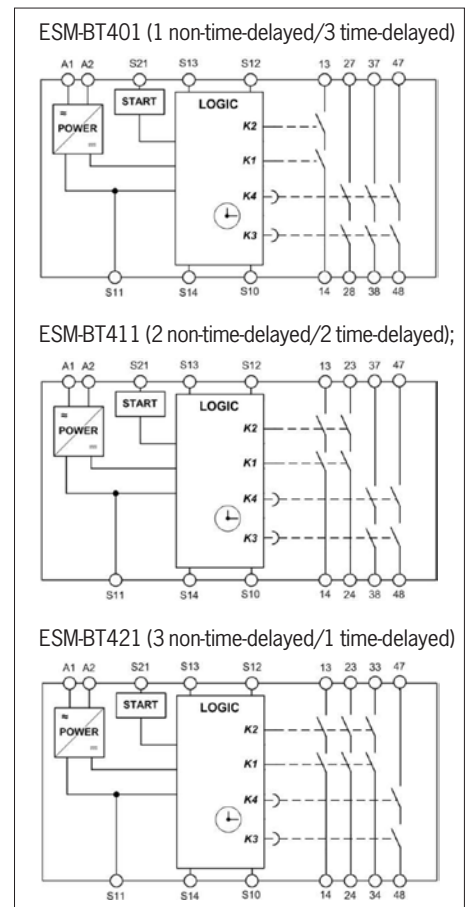 ESM-BT401 (1 non-time-delayed/3 time-delayed)
A1 A2 S21 S13 S12 13 27 37 47
START LOGIC
K2
≂
POWER
⎓
K1
K4
K3
S11 S14 S10 14 28 38 48
ESM-BT411 (2 non-time-delayed/2 time-delayed);
A1 A2 S21 S13 S12 13 23 37 47
START LOGIC
K2
≂
POWER
⎓
K1
K4
K3
S11 S14 S10 14 24 38 48
ESM-BT421 (3 non-time-delayed/1 time-delayed)
A1 A2 S21 S13 S12 13 23 33 47
START LOGIC
K2
≂
POWER
⎓
K1
K4
K3
S11 S14 S10 14 24 34 48